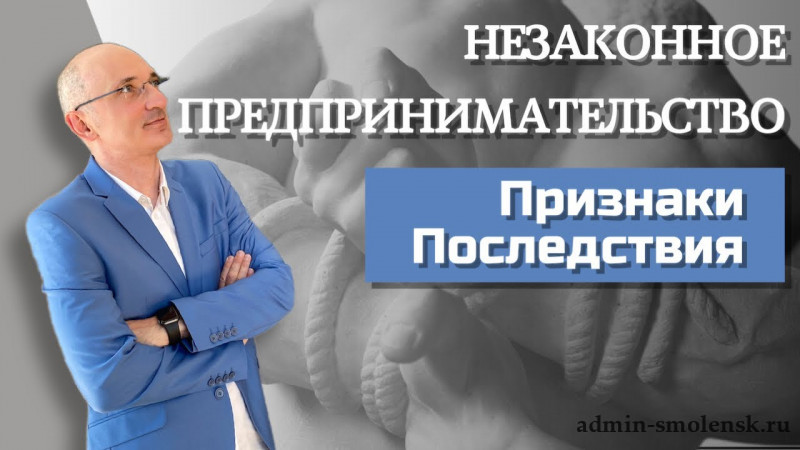 НЕЗАКОННОЕ
ПРЕДПРИНИМАТЕЛЬСТВО
Признаки
Последствия
admin-smolensk.ru